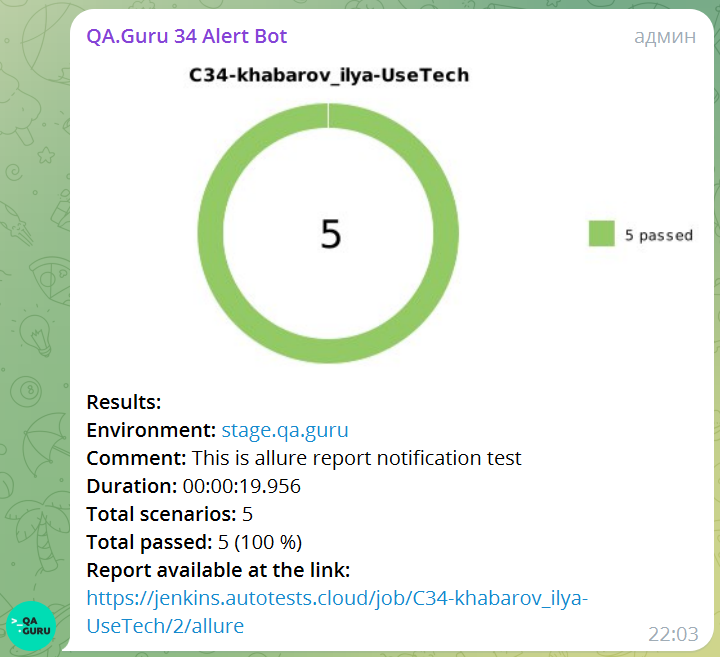 QA.Guru 34 Alert Bot админ
C34-khabarov_ilya-UseTech
5
5 passed
Results:
Environment: stage.qa.guru
Comment: This is allure report notification test
Duration: 00:00:19.956
Total scenarios: 5
Total passed: 5 (100 %)
Report available at the link:
https://jenkins.autotests.cloud/job/C34-khabarov_ilya-
UseTech/2/allure
>_QA
GURU
22:03